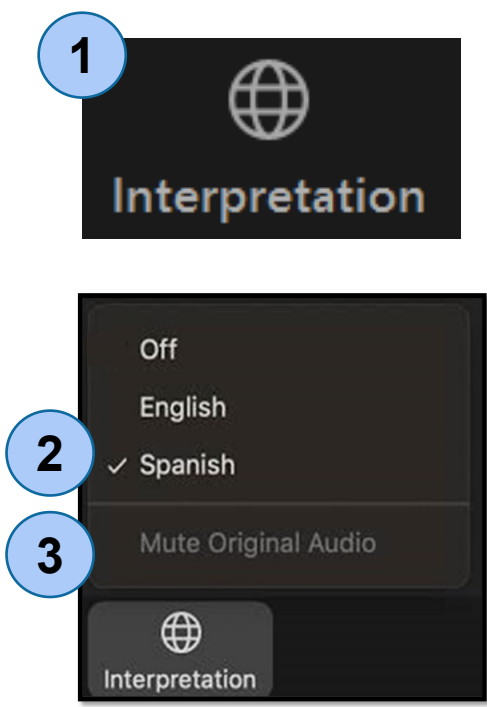 1
Interpretation
Off
English
2
✓ Spanish
3
Mute Original Audio
Interpretation